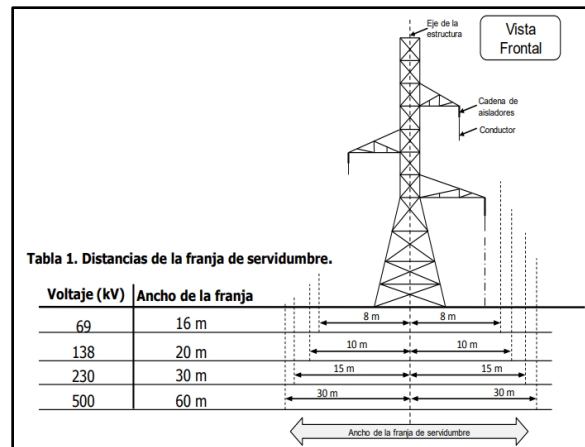 Eje de la
estructura
Vista
Frontal
Cadena de
aisladores
Conductor
Tabla 1. Distancias de la franja de servidumbre.
Voltaje (kV) Ancho de la franja
69 16 m 8 m 8 m
138 20 m 10 m 10 m
230 30 m 15 m 15 m
500 60 m 30 m 30 m
Ancho de la franja de servidumbre